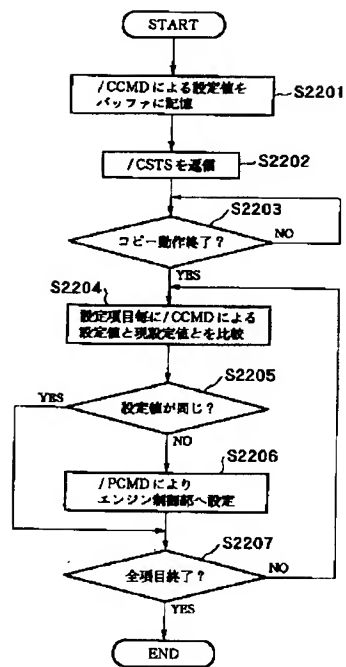 START
/CCMDによる設定値を
バッファに記憶
S2201
/CSTSを返信
S2202
S2203
コピー動作終了?
NO
YES
S2204
設定項目毎に/CCMDによる
設定値と現設定値とを比較
S2205
YES
設定値が同じ?
NO
S2206
/PCMDにより
エンジン制御部へ設定
S2207
全項目終了?
NO
YES
END